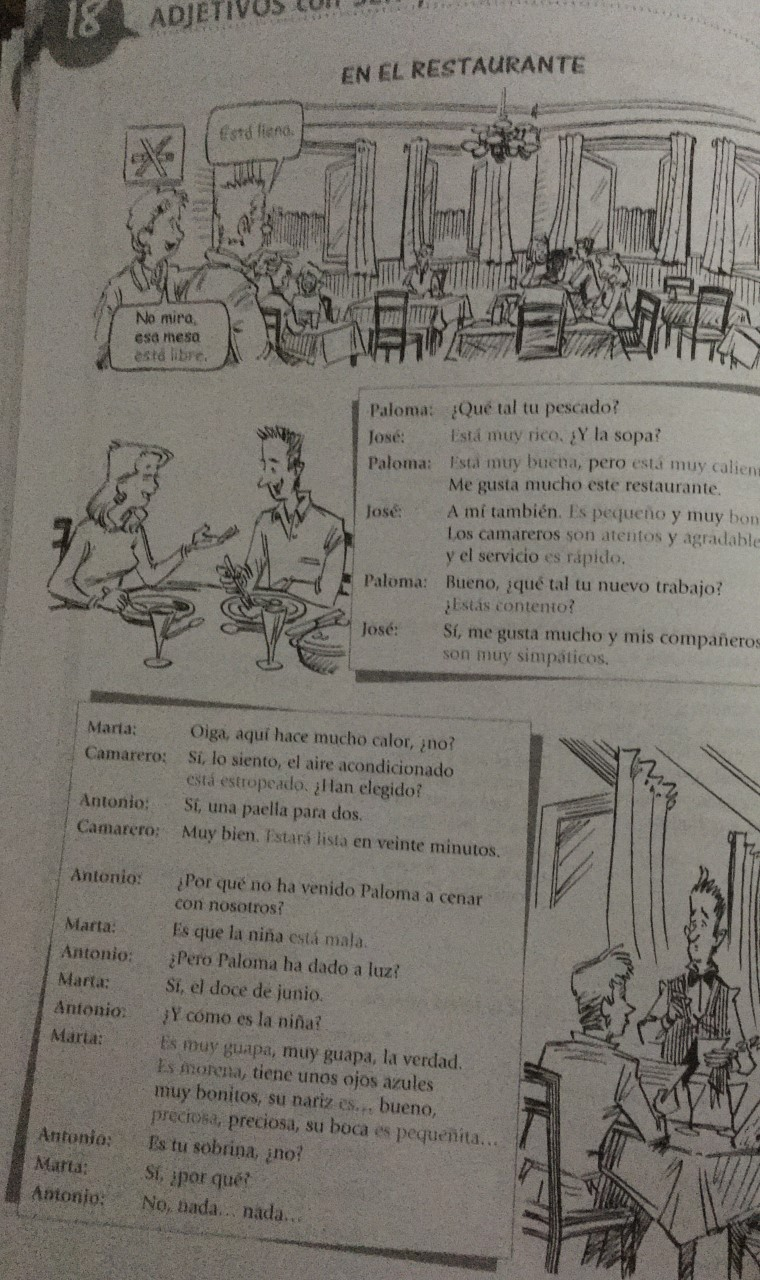 18
ADJETIVOS con
EN EL RESTAURANTE
Está lleno.
No mira,
esa mesa
está libre.
Paloma: ¿Qué tal tu pescado?
José: Está muy rico. ¿Y la sopa?
Paloma: Está muy buena, pero está muy calien
Me gusta mucho este restaurante.
José: A mí también. Es pequeño y muy bon
Los camareros son atentos y agradable
y el servicio es rápido.
Paloma: Bueno, ¿qué tal tu nuevo trabajo?
¿Estás contento?
José: Sí, me gusta mucho y mis compañeros
son muy simpáticos.
Marta: Oiga, aquí hace mucho calor, ¿no?
Camarero: Sí, lo siento, el aire acondicionado
está estropeado. ¿Han elegido?
Antonio: Sí, una paella para dos.
Camarero: Muy bien. Estará lista en veinte minutos.
Antonio: ¿Por qué no ha venido Paloma a cenar
con nosotros?
Marta: Es que la niña está mala.
Antonio: ¿Pero Paloma ha dado a luz?
Marta: Sí, el doce de junio.
Antonio: ¿Y cómo es la niña?
Marta: Es muy guapa, muy guapa, la verdad.
Es morena, tiene unos ojos azules
muy bonitos, su nariz es... bueno,
preciosa, preciosa, su boca es pequeñita...
Antonio: Es tu sobrina, ¿no?
Marta: Sí, ¿por qué?
Antonio: No, nada... nada...